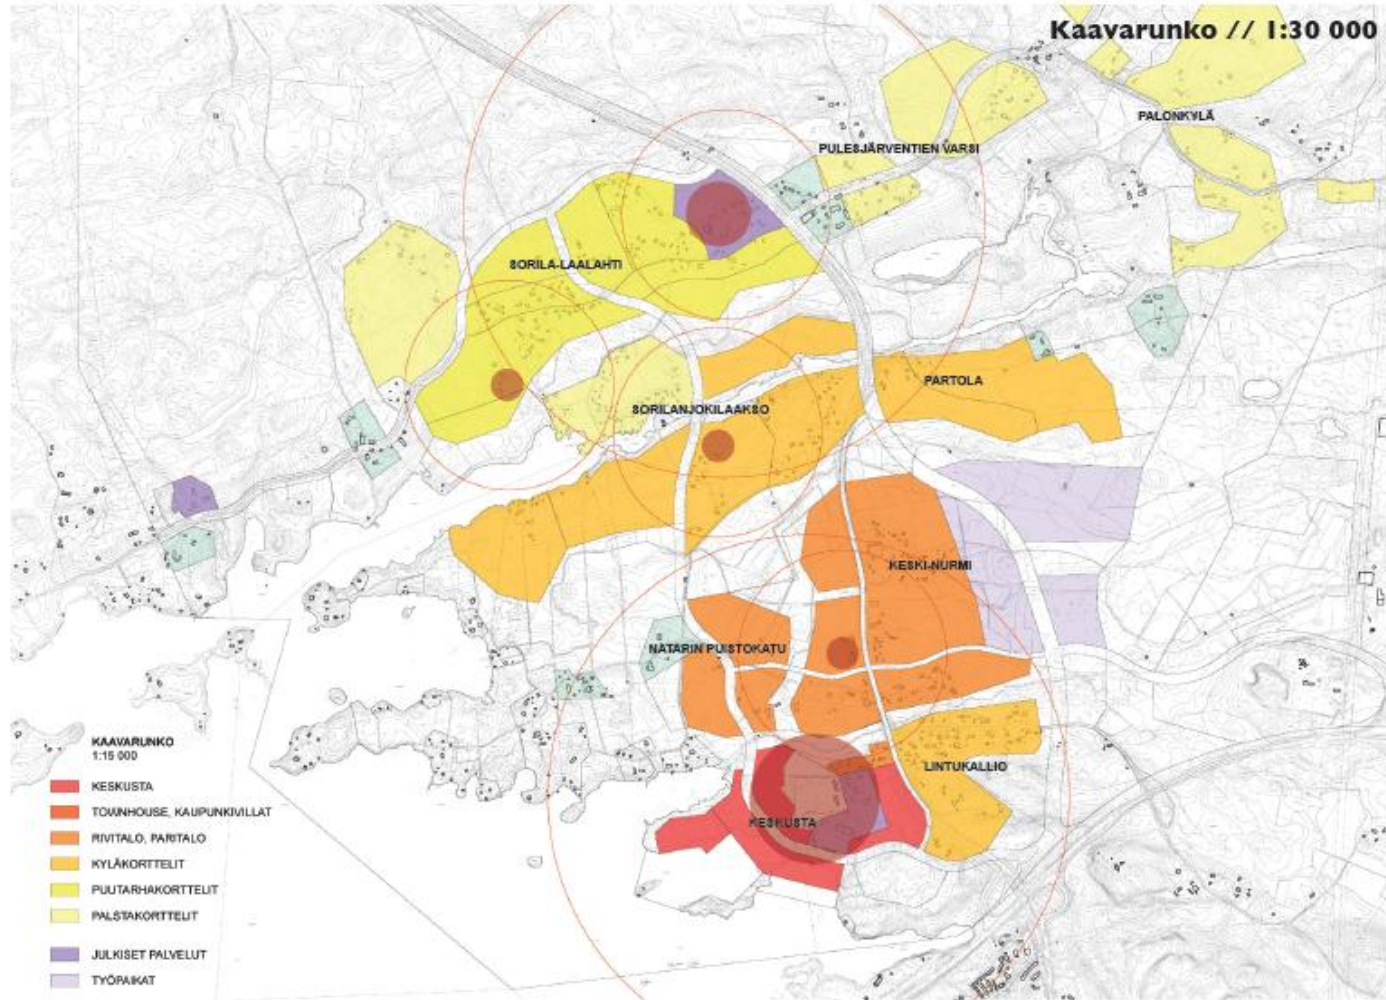 Kaavarunko // 1:30 000
PALONKYLÄ
PULESJÄRVENTIEN VARSI
SORILA-LAALAHTI
PARTOLA
SORILANJOKILAAKSO
KESKI-NURMI
NATARIN PUISTOKATU
LINTUKALLIO
KESKUSTA
KAAVARUNKO
1:15 000
KESKUSTA
TOWNHOUSE, KAUPUNKIVILLAT
RIVITALO, PARITALO
KYLÄKORTTELIT
PUUTARHAKORTTELIT
PALSTAKORTTELIT
JULKISET PALVELUT
TYÖPAIKAT